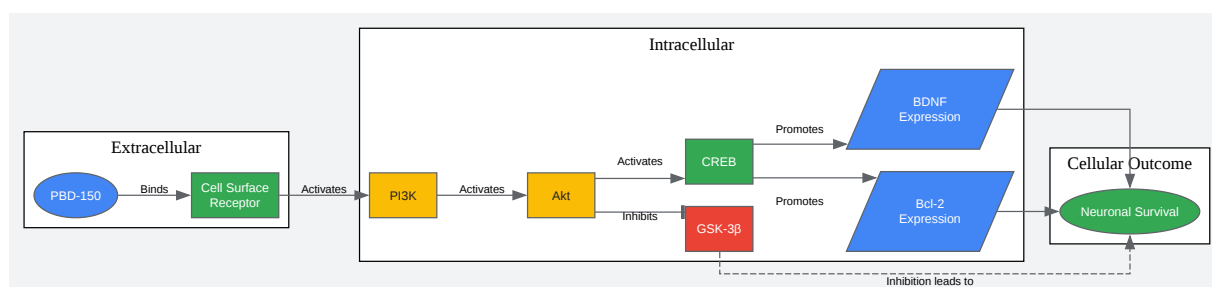 Intracellular
Extracellular
Cellular Outcome
PBD-150
Binds
Cell Surface
Receptor
Activates
PI3K
Activates
Akt
Activates
Inhibits
CREB
GSK-3β
Promotes
Promotes
BDNF
Expression
Bcl-2
Expression
Neuronal Survival
Inhibition leads to